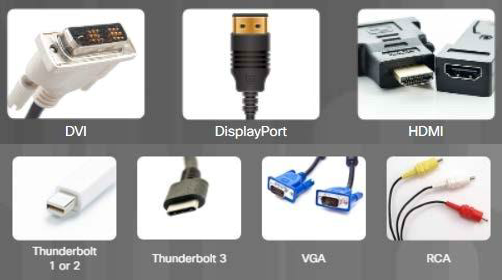 DVI
DisplayPort
HDMI
Thunderbolt
1 or 2
Thunderbolt 3
VGA
RCA